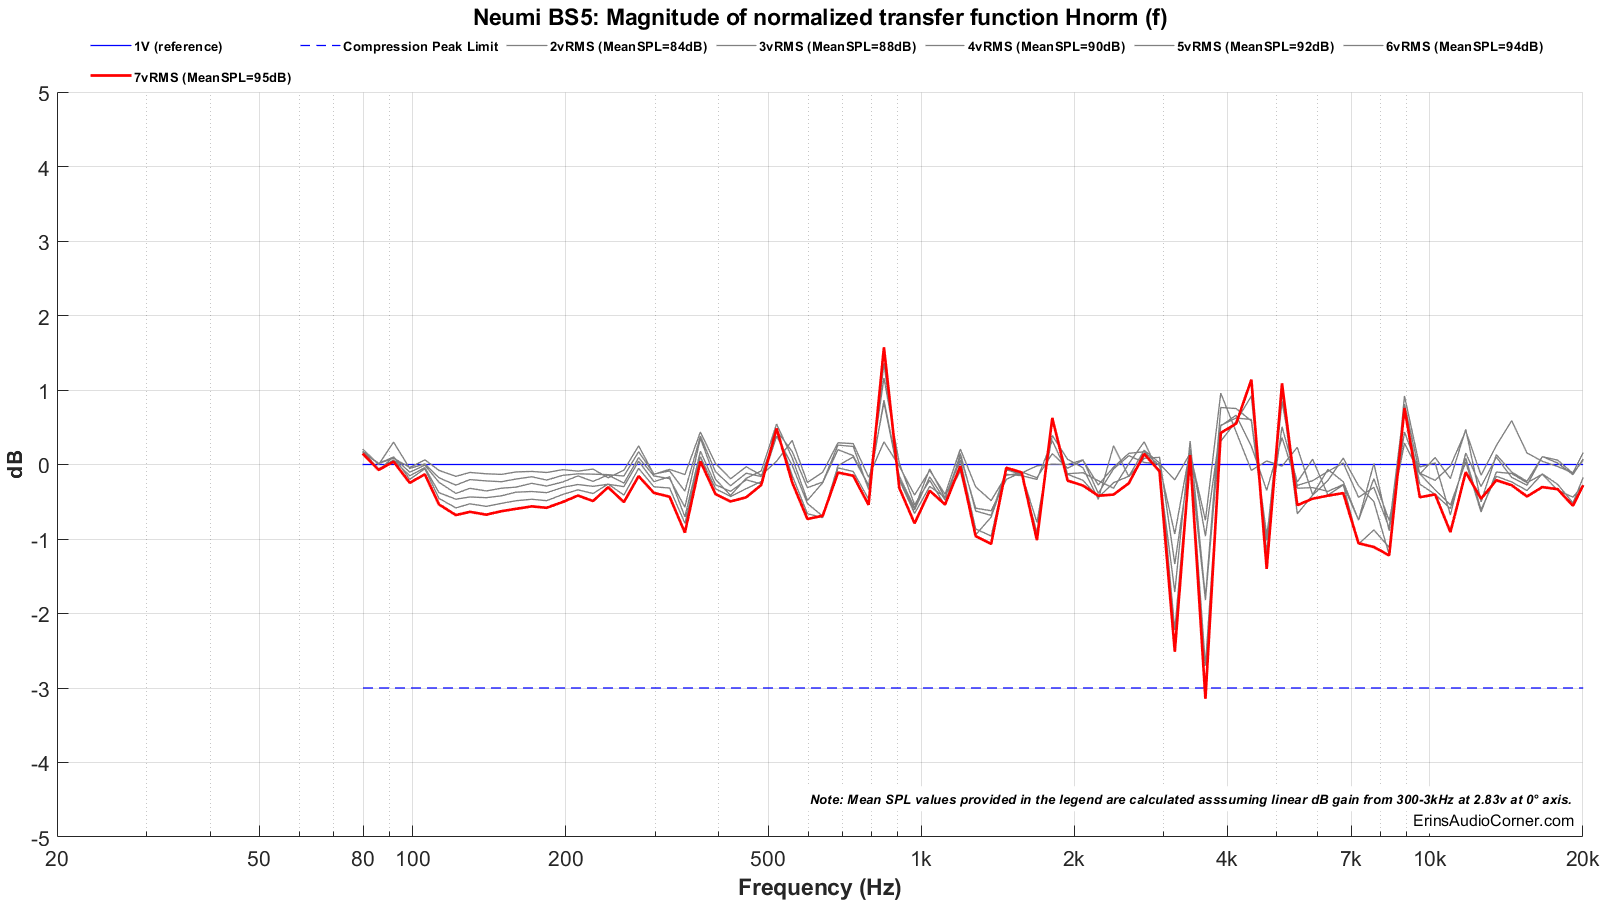 Neumi BS5: Magnitude of normalized transfer function Hnorm (f)
1V (reference) Compression Peak Limit 2vRMS (MeanSPL=84dB) 3vRMS (MeanSPL=88dB) 4vRMS (MeanSPL=90dB) 5vRMS (MeanSPL=92dB) 6vRMS (MeanSPL=94dB)
7vRMS (MeanSPL=95dB)
5
4
3
2
1
0
-1
-2
-3
-4
-5
dB
Note: Mean SPL values provided in the legend are calculated asssuming linear dB gain from 300-3kHz at 2.83v at 0° axis.
ErinsAudioCorner.com
20 50 80 100 200 500 1k 2k 4k 7k 10k 20k
Frequency (Hz)